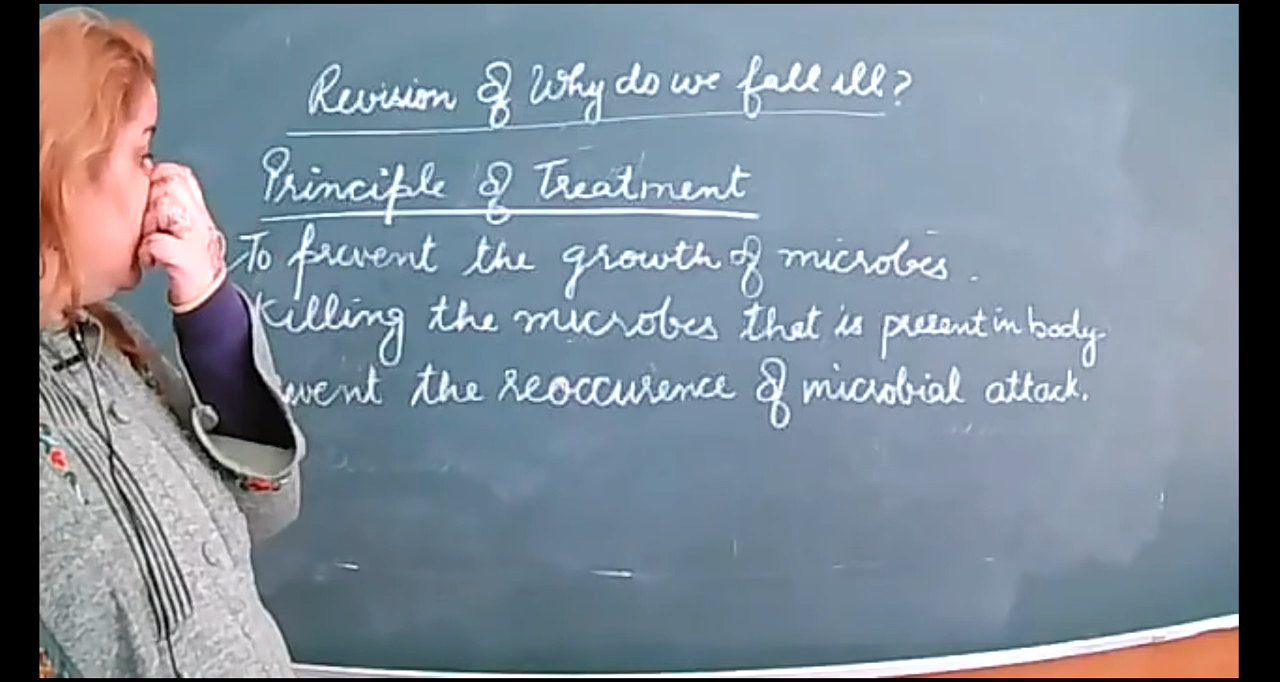 Revision of Why do we fall ill?
Principle of Treatment
To prevent the growth of microbes.
Killing the microbes that is present in body.
the reoccurence of microbial attack.